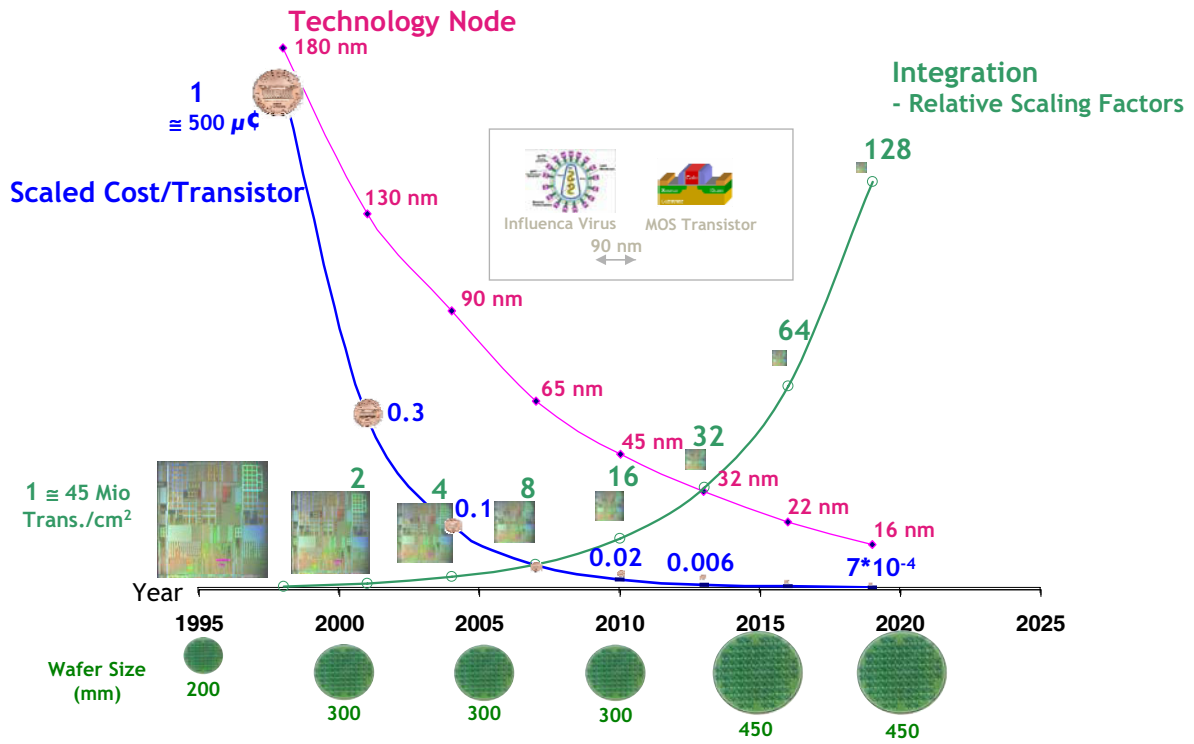 Technology Node
180 nm
Integration
- Relative Scaling Factors
1
≅ 500 µ¢
128
Scaled Cost/Transistor
130 nm
Influenca Virus
MOS Transistor
90 nm
90 nm
64
65 nm
0.3
45 nm
32
1 ≅ 45 Mio
Trans./cm²
2
4
8
16
32 nm
0.1
22 nm
16 nm
0.02
0.006
7*10⁻⁴
Year
1995
2000
2005
2010
2015
2020
2025
Wafer Size
(mm)
200
300
300
300
450
450